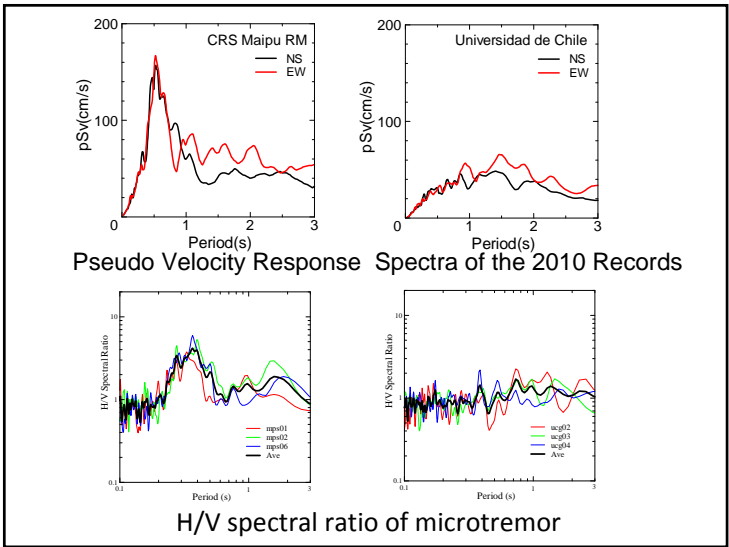 200
CRS Maipu RM
NS
EW
pSv(cm/s)
100
0
1
2
3
Period(s)
200
Universidad de Chile
NS
EW
pSv(cm/s)
100
0
1
2
3
Period(s)
Pseudo Velocity Response Spectra of the 2010 Records
10
H/V Spectral Ratio
1
mps01
mps02
mps06
Ave
0.1
0.1
1
3
Period (s)
10
H/V Spectral Ratio
1
ucg02
ucg03
ucg04
Ave
0.1
0.1
1
3
Period (s)
H/V spectral ratio of microtremor